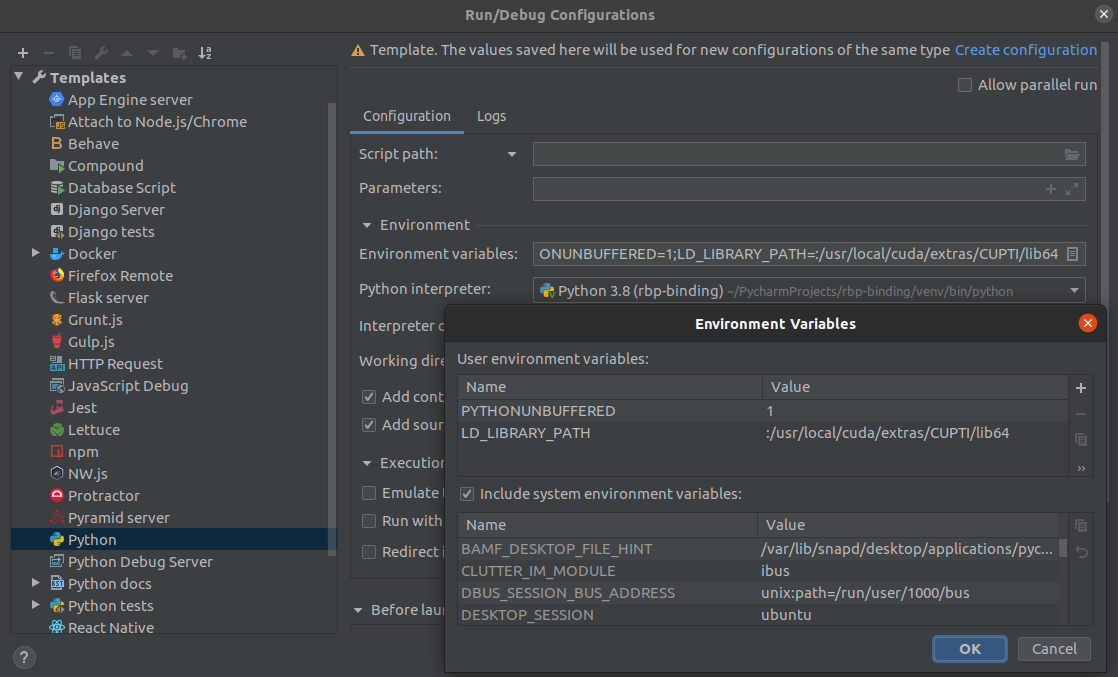 Run/Debug Configurations
Templates
App Engine server
Attach to Node.js/Chrome
Behave
Compound
Database Script
Django Server
Django tests
Docker
Firefox Remote
Flask server
Grunt.js
Gulp.js
HTTP Request
JavaScript Debug
Jest
Lettuce
npm
NW.js
Protractor
Pyramid server
Python
Python Debug Server
Python docs
Python tests
React Native
Template. The values saved here will be used for new configurations of the same type Create configuration
Allow parallel run
Configuration Logs
Script path:
Parameters:
Environment
Environment variables: ONUNBUFFERED=1;LD_LIBRARY_PATH=:/usr/local/cuda/extras/CUPTI/lib64
Python interpreter: Python 3.8 (rbp-binding) ~/PycharmProjects/rbp-binding/venv/bin/python
Interpreter o
Working dire
Add cont
Add sour
Execution
Emulate
Run with
Redirect i
Before lau
Environment Variables
User environment variables:
Name Value
PYTHONUNBUFFERED 1
LD_LIBRARY_PATH :/usr/local/cuda/extras/CUPTI/lib64
Include system environment variables:
Name Value
BAMF_DESKTOP_FILE_HINT /var/lib/snapd/desktop/applications/pyc...
CLUTTER_IM_MODULE ibus
DBUS_SESSION_BUS_ADDRESS unix:path=/run/user/1000/bus
DESKTOP_SESSION ubuntu
OK Cancel